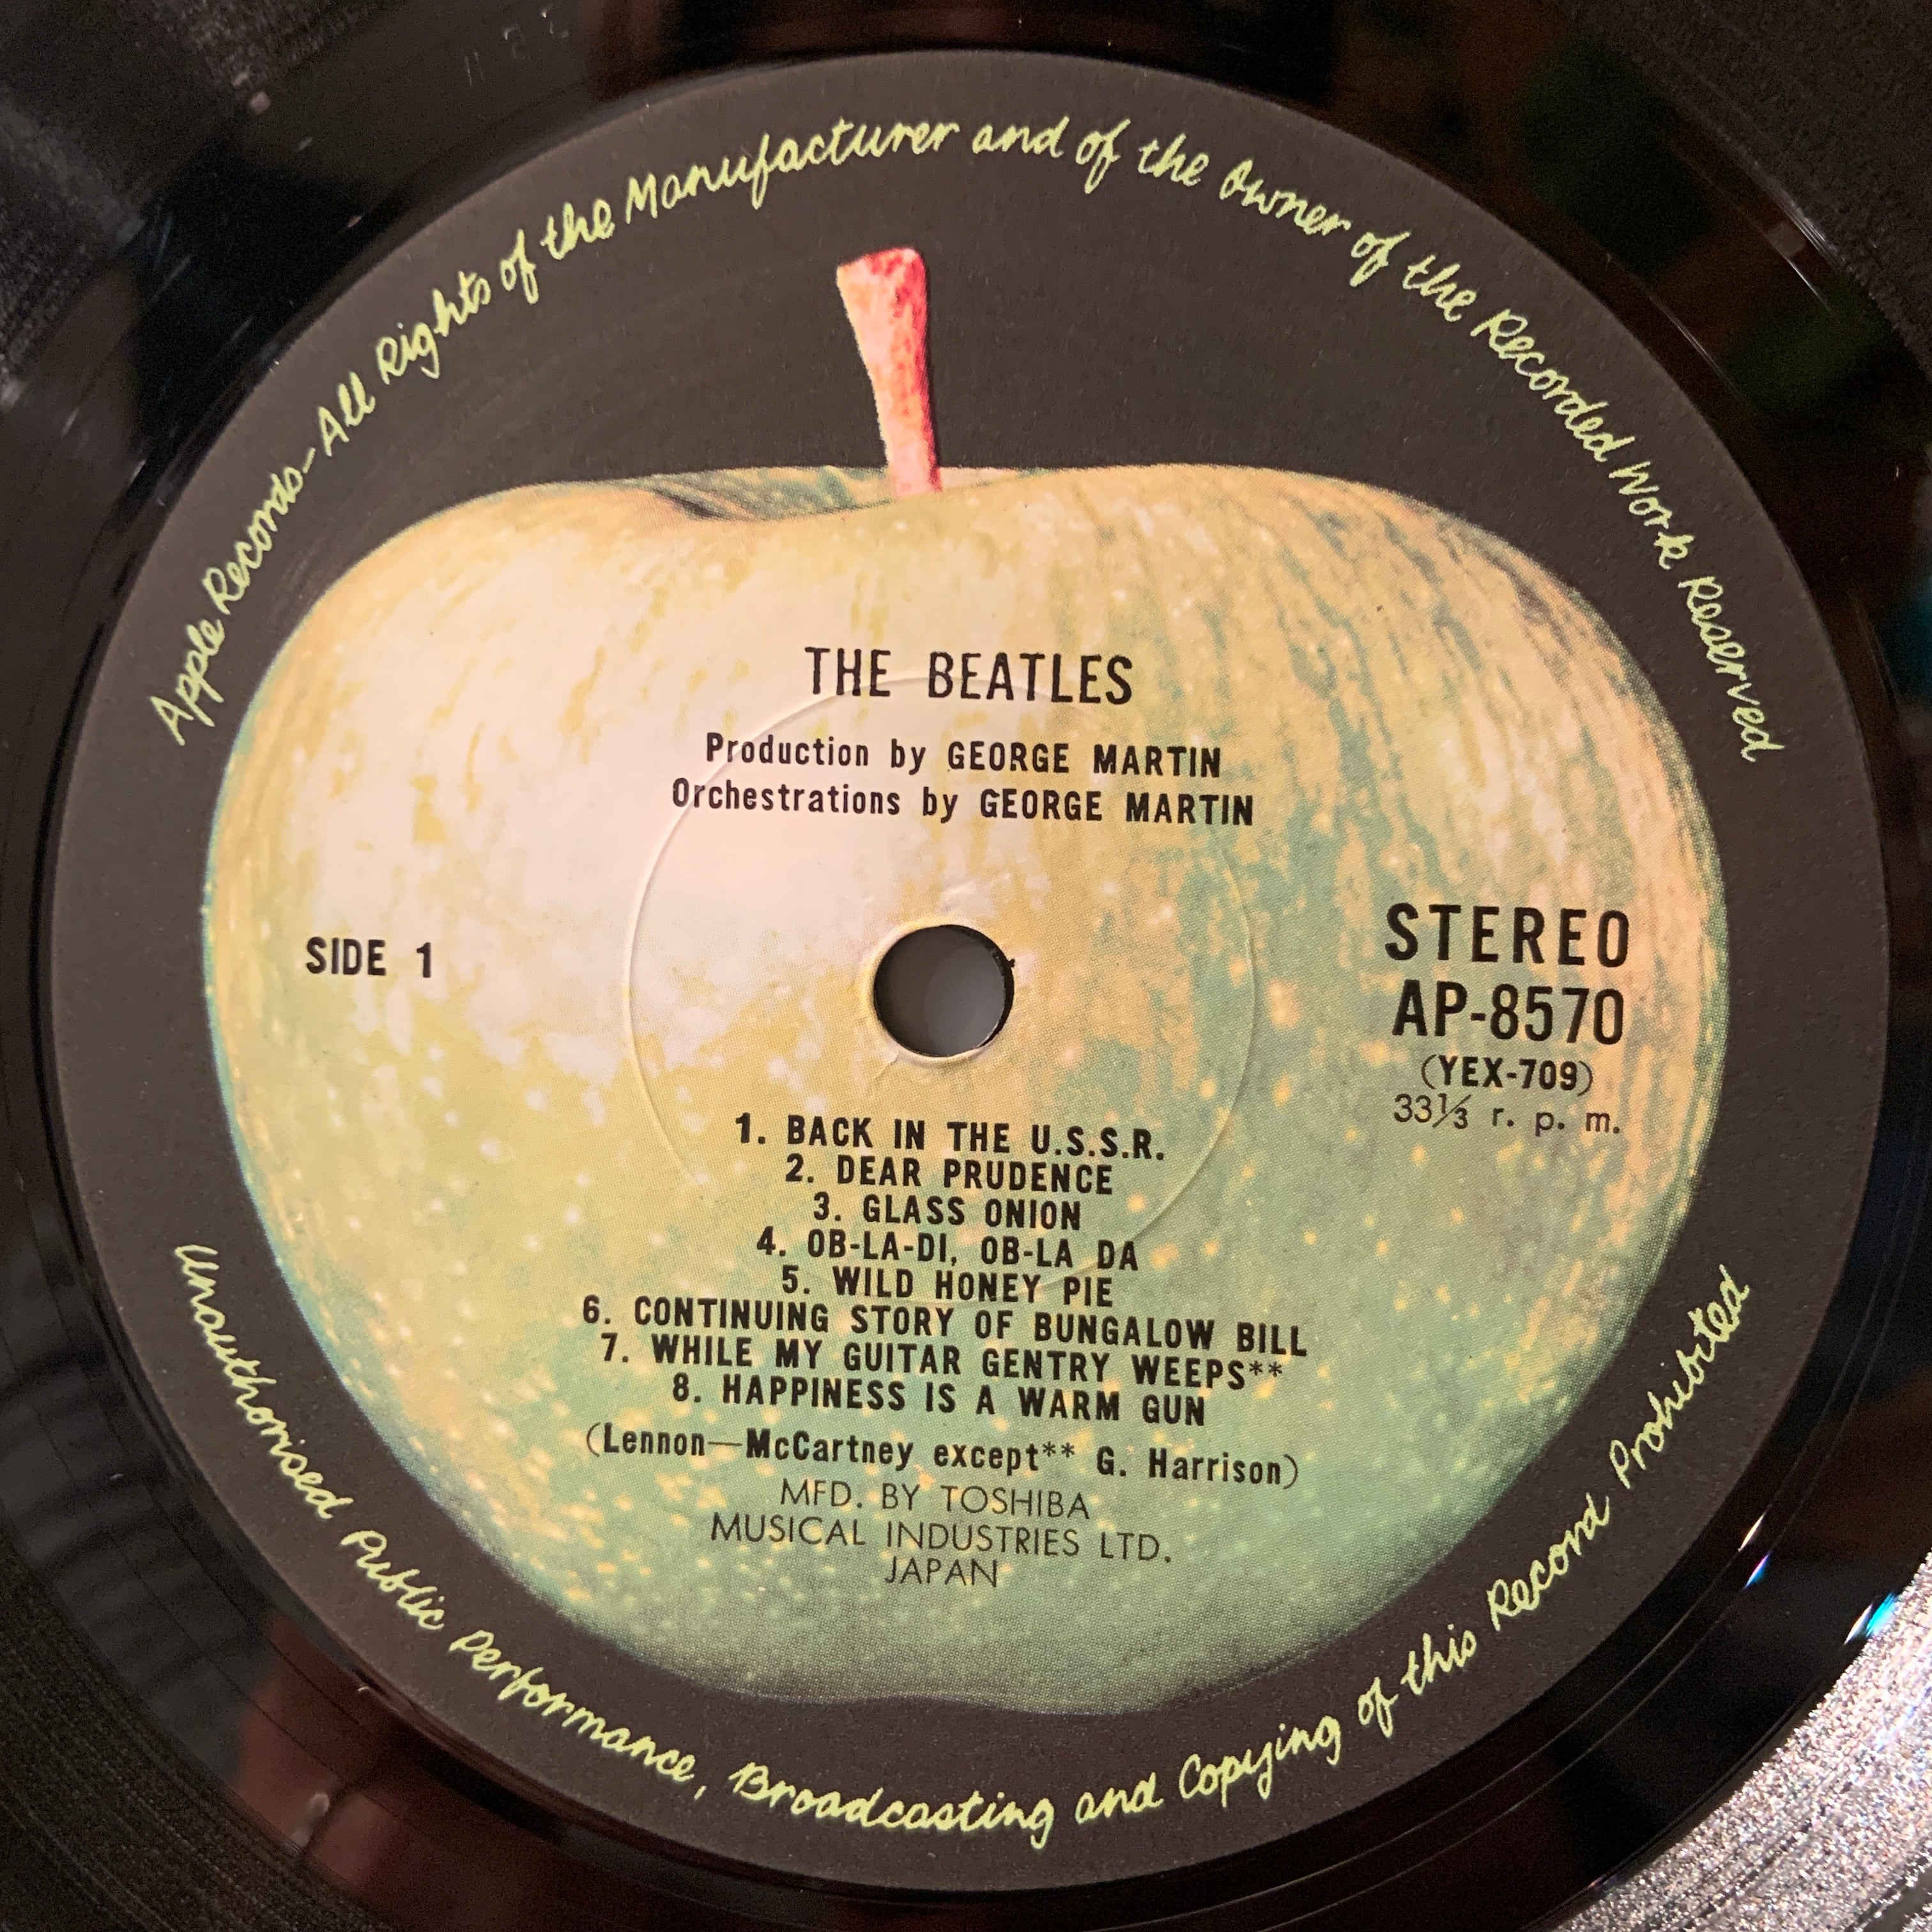 Apple Records-All Rights of the Manufacturer and of the Owner of the Recorded Work Reserved
THE BEATLES
Production by GEORGE MARTIN
Orchestrations by GEORGE MARTIN
SIDE 1
STEREO
AP-8570
(YEX-709)
33⅓ r. p. m.
1. BACK IN THE U.S.S.R.
2. DEAR PRUDENCE
3. GLASS ONION
4. OB-LA-DI, OB-LA DA
5. WILD HONEY PIE
6. CONTINUING STORY OF BUNGALOW BILL
7. WHILE MY GUITAR GENTRY WEEPS**
8. HAPPINESS IS A WARM GUN
(Lennon—McCartney except** G. Harrison)
MFD. BY TOSHIBA
MUSICAL INDUSTRIES LTD.
JAPAN
Unauthorised Public Performance, Broadcasting and Copying of this Record Prohibited